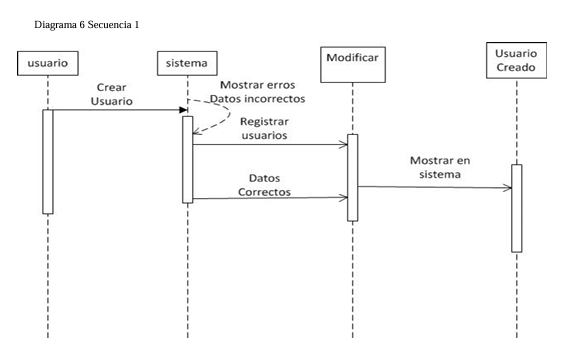 Diagrama 6 Secuencia 1
usuario
sistema
Modificar
Usuario
Creado
Crear
Usuario
Mostrar erros
Datos incorrectos
Registrar
usuarios
Mostrar en
sistema
Datos
Correctos